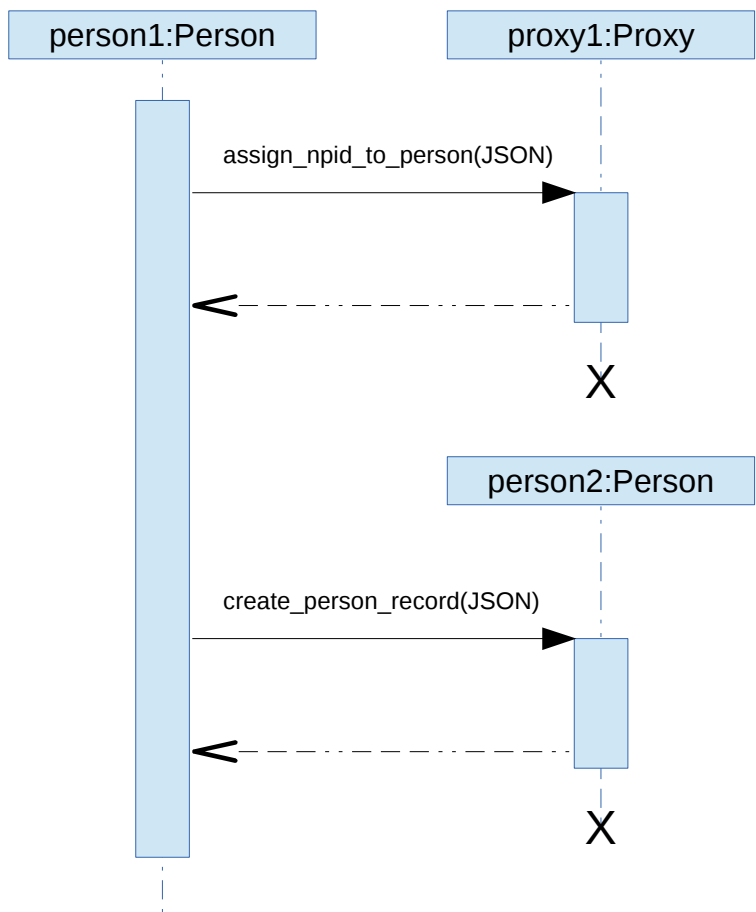 person1:Person
proxy1:Proxy
assign_npid_to_person(JSON)
X
person2:Person
create_person_record(JSON)
X